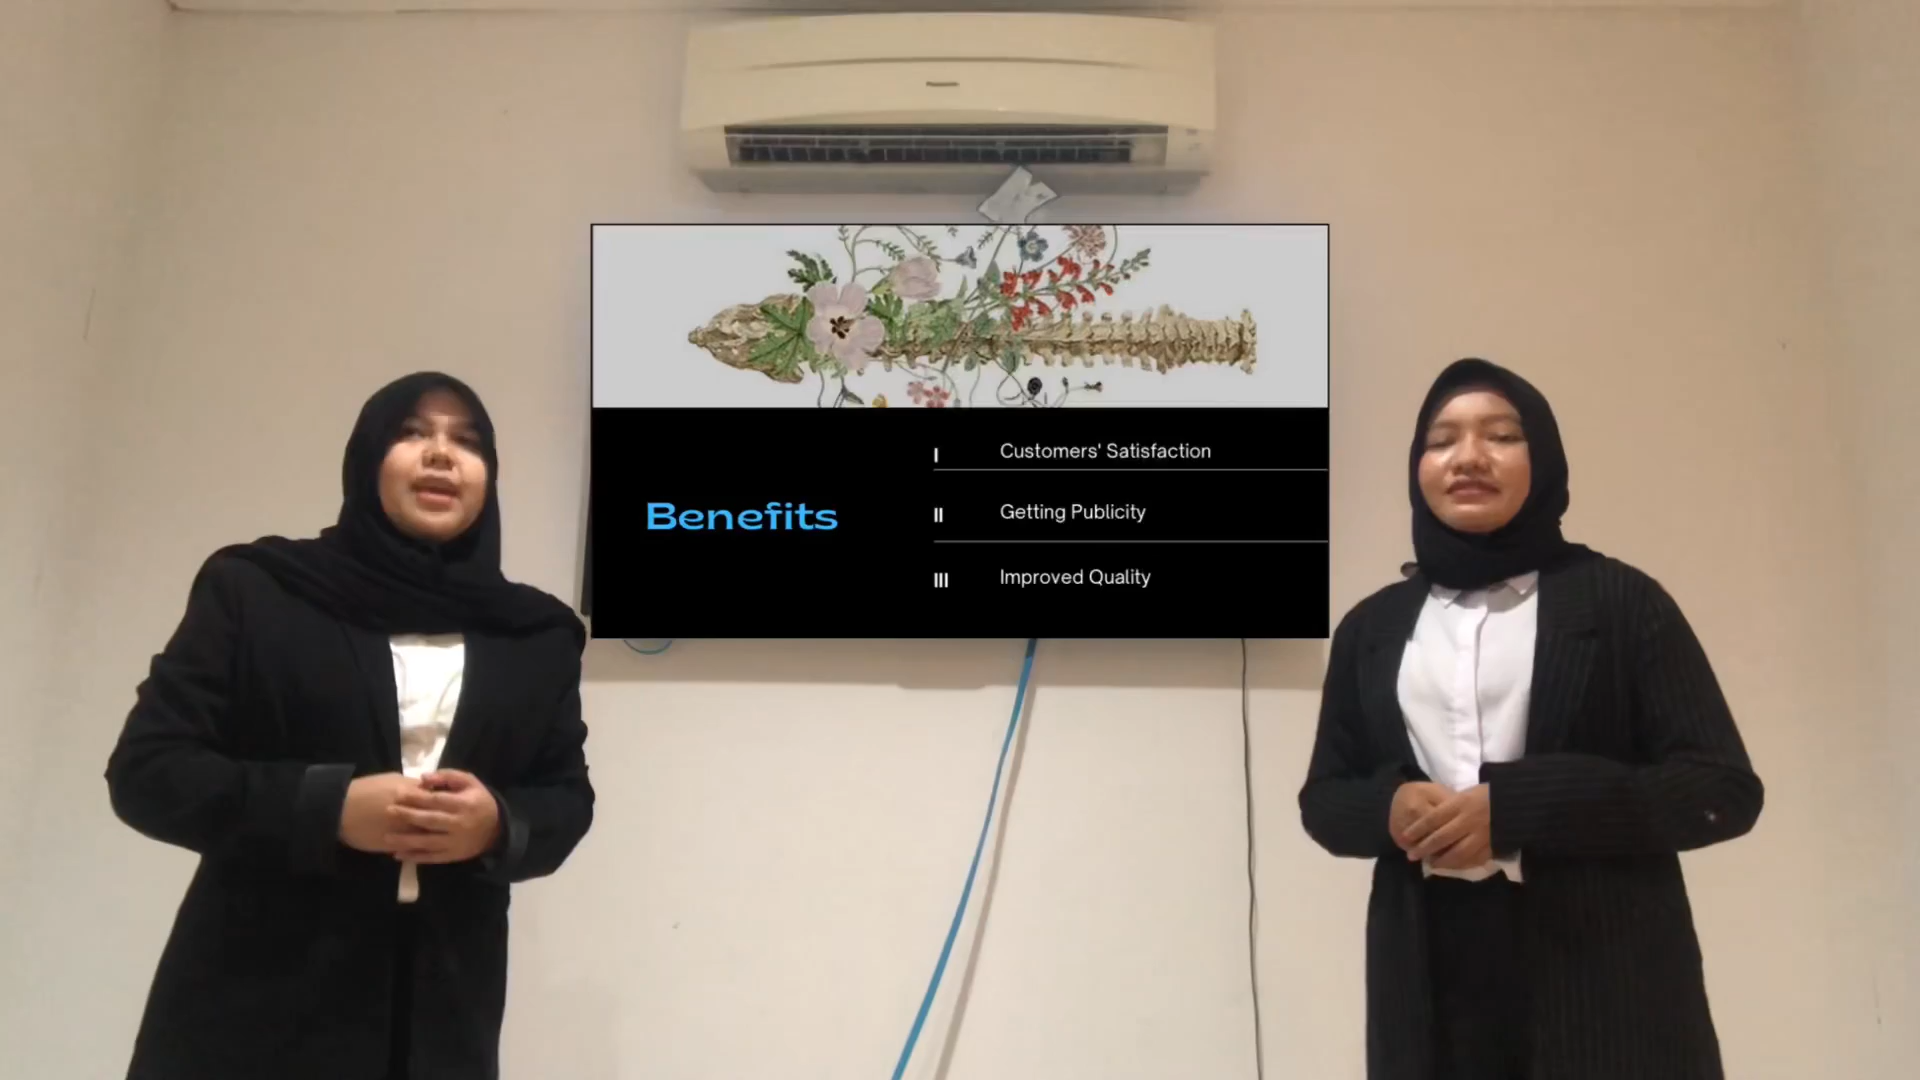 Benefits
I Customers' Satisfaction
II Getting Publicity
III Improved Quality